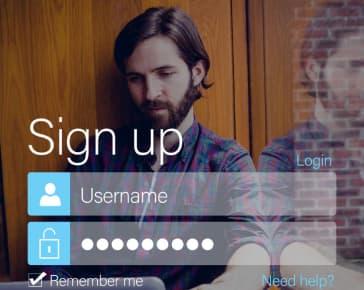 Sign up
Login
Username
●●●●●●●●●
Remember me
Need help?